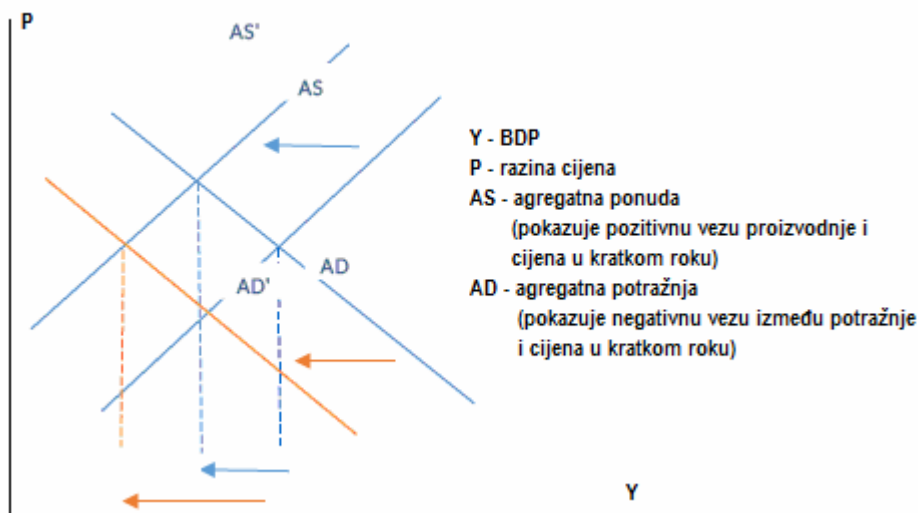 P
AS'
AS
AD
AD'
Y - BDP
P - razina cijena
AS - agregatna ponuda
(pokazuje pozitivnu vezu proizvodnje i
cijena u kratkom roku)
AD - agregatna potražnja
(pokazuje negativnu vezu između potražnje
i cijena u kratkom roku)
Y